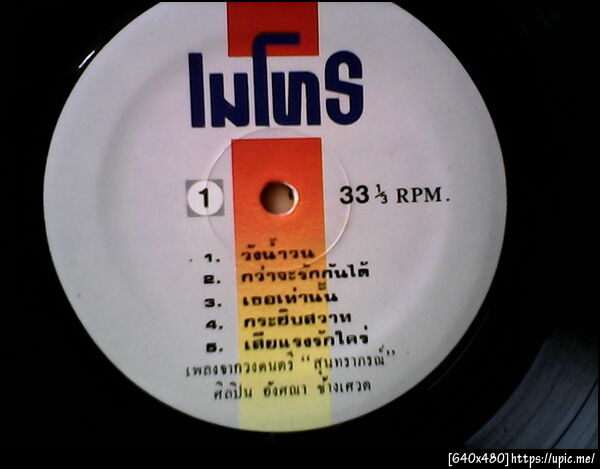 ไมโทร
1
33 ⅓ RPM.
1. วังน้ำวน
2. กว่าจะรักกันได้
3. เธอเท่านั้น
4. กระซิบสวาท
5. เสียแรงรักใคร่
เพลงจากวงดนตรี "สุนทราภรณ์"
ศิลปิน อังศณา ช้างเศวต
[640x480]https://upic.me/